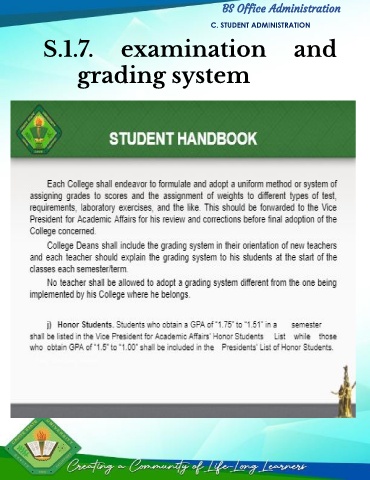 BS Office Administration
C. STUDENT ADMINISTRATION
S.1.7. examination and
grading system
STUDENT HANDBOOK
Each College shall endeavor to formulate and adopt a uniform method or system of
assigning grades to scores and the assignment of weights to different types of test,
requirements, laboratory exercises, and the like. This should be forwarded to the Vice
President for Academic Affairs for his review and corrections before final adoption of the
College concerned.
College Deans shall include the grading system in their orientation of new teachers
and each teacher should explain the grading system to his students at the start of the
classes each semester/term.
No teacher shall be allowed to adopt a grading system different from the one being
implemented by his College where he belongs.
j) Honor Students. Students who obtain a GPA of "1.75" to "1.51" in a semester
shall be listed in the Vice President for Academic Affairs' Honor Students List while those
who obtain GPA of "1.5" to "1.00" shall be included in the Presidents' List of Honor Students.
Creating a Community of Life-Long Learners